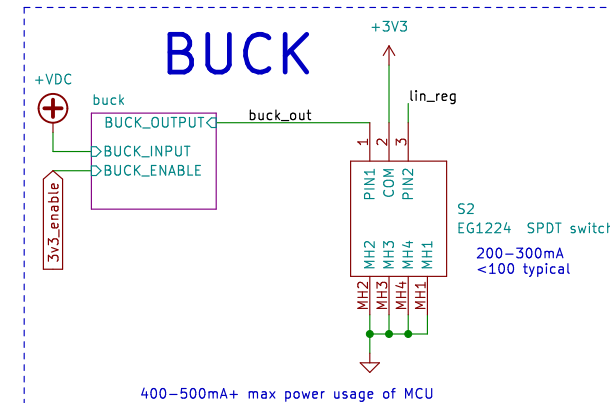 BUCK
+3V3
+VDC
buck
lin_reg
BUCK_OUTPUT
buck_out
BUCK_INPUT
BUCK_ENABLE
3v3_enable
1
2
3
PIN1
COM
PIN2
S2
EG1224 SPDT switch
200-300mA
<100 typical
MH2
MH3
MH4
MH1
MH2
MH3
MH4
MH1
400-500mA+ max power usage of MCU